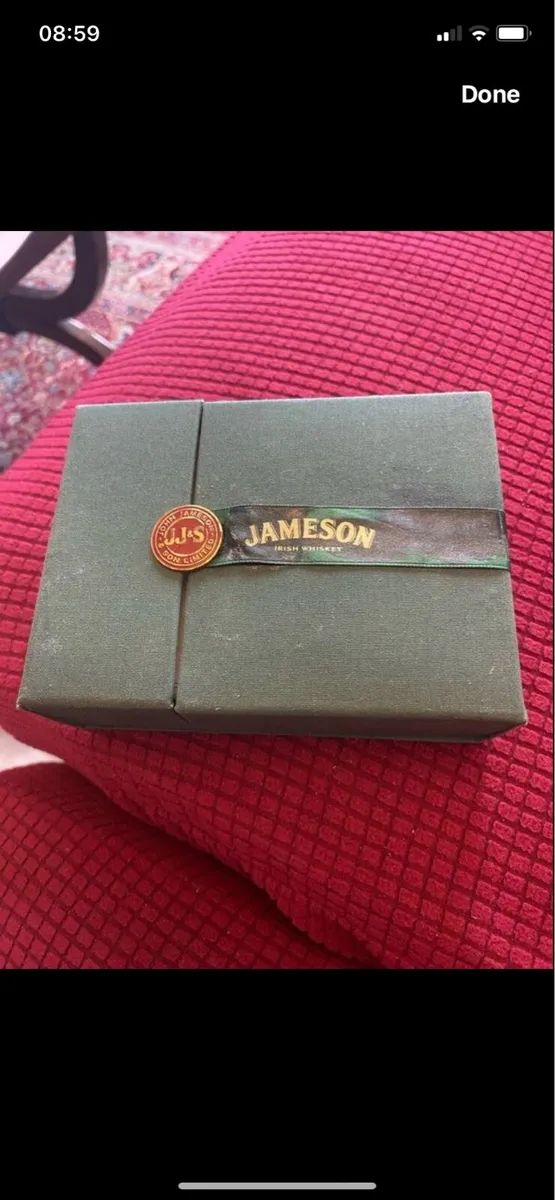 08:59
Done
JOHN JAMESON
JJ&S
& SON LIMITED
JAMESON
IRISH WHISKEY